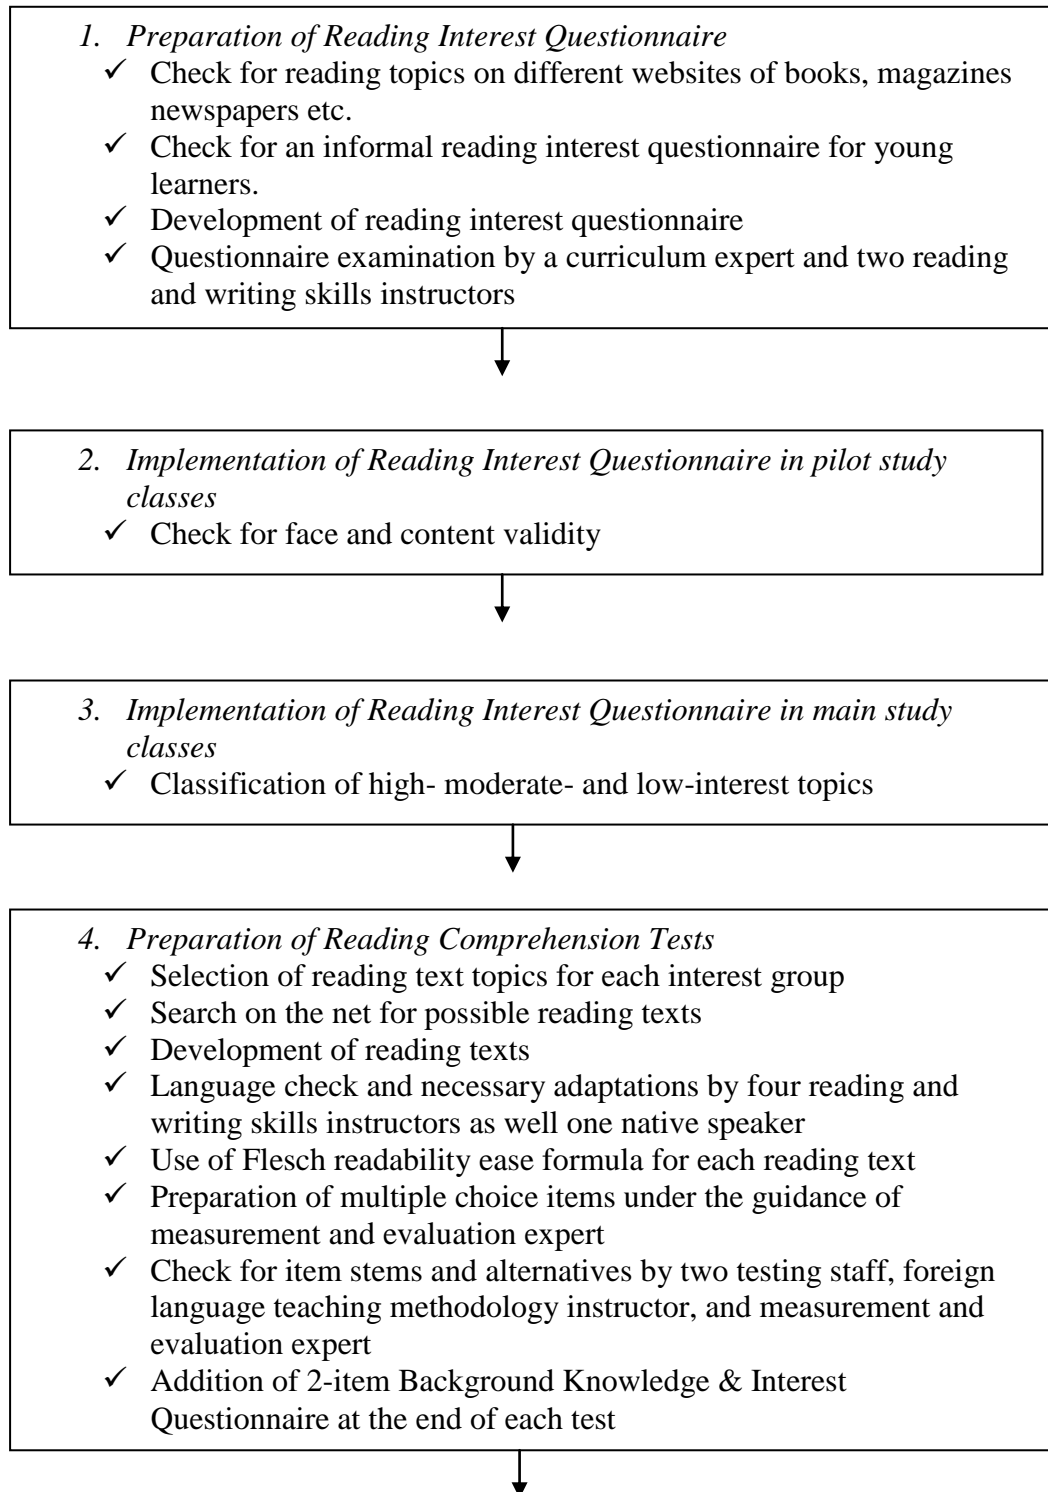 1. Preparation of Reading Interest Questionnaire
✓ Check for reading topics on different websites of books, magazines
newspapers etc.
✓ Check for an informal reading interest questionnaire for young
learners.
✓ Development of reading interest questionnaire
✓ Questionnaire examination by a curriculum expert and two reading
and writing skills instructors
2. Implementation of Reading Interest Questionnaire in pilot study
classes
✓ Check for face and content validity
3. Implementation of Reading Interest Questionnaire in main study
classes
✓ Classification of high- moderate- and low-interest topics
4. Preparation of Reading Comprehension Tests
✓ Selection of reading text topics for each interest group
✓ Search on the net for possible reading texts
✓ Development of reading texts
✓ Language check and necessary adaptations by four reading and
writing skills instructors as well one native speaker
✓ Use of Flesch readability ease formula for each reading text
✓ Preparation of multiple choice items under the guidance of
measurement and evaluation expert
✓ Check for item stems and alternatives by two testing staff, foreign
language teaching methodology instructor, and measurement and
evaluation expert
✓ Addition of 2-item Background Knowledge & Interest
Questionnaire at the end of each test